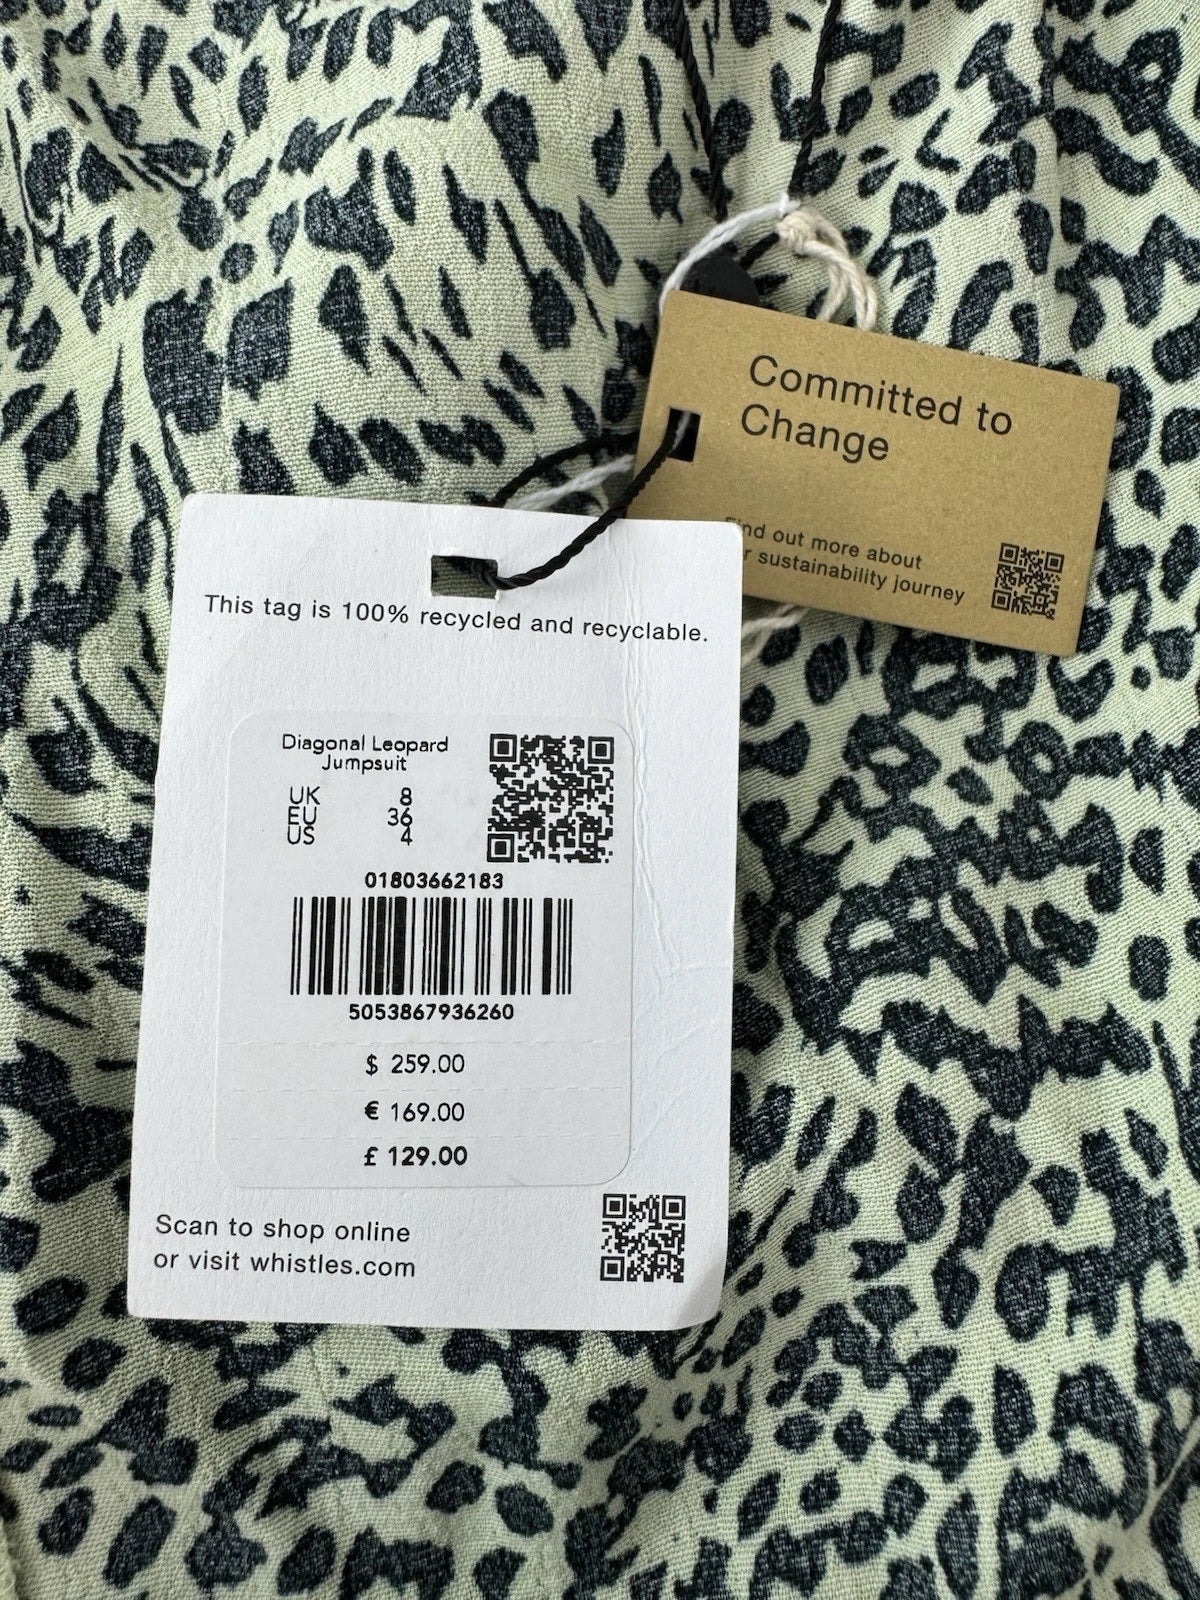 Committed to
Change
Find out more about
sustainability journey
This tag is 100% recycled and recyclable.
Diagonal Leopard
Jumpsuit
UK 8
EU 36
US 4
01803662183
5053867936260
$ 259.00
€ 169.00
£ 129.00
Scan to shop online
or visit whistles.com